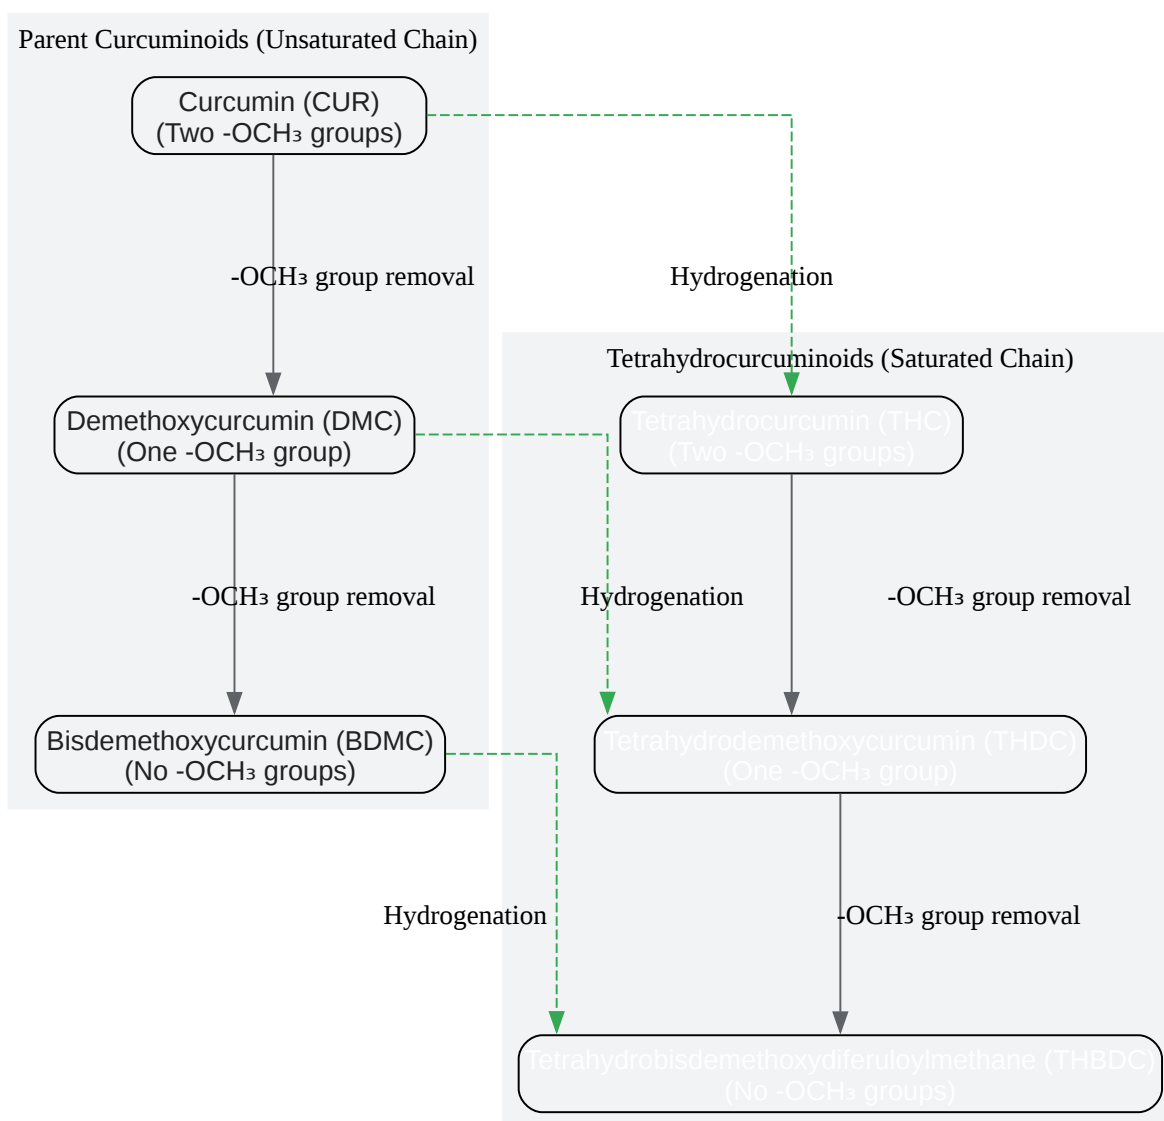 Parent Curcuminoids (Unsaturated Chain)
Curcumin (CUR)
(Two -OCH₃ groups)
-OCH₃ group removal
Hydrogenation
Tetrahydrocurcuminoids (Saturated Chain)
Demethoxycurcumin (DMC)
(One -OCH₃ group)
Tetrahydrocurcumin (THC)
(Two -OCH₃ groups)
-OCH₃ group removal
Hydrogenation
-OCH₃ group removal
Bisdemethoxycurcumin (BDMC)
(No -OCH₃ groups)
Tetrahydrodemethoxycurcumin (THDC)
(One -OCH₃ group)
Hydrogenation
-OCH₃ group removal
Tetrahydrobisdemethoxydiferuloylmethane (THBDC)
(No -OCH₃ groups)